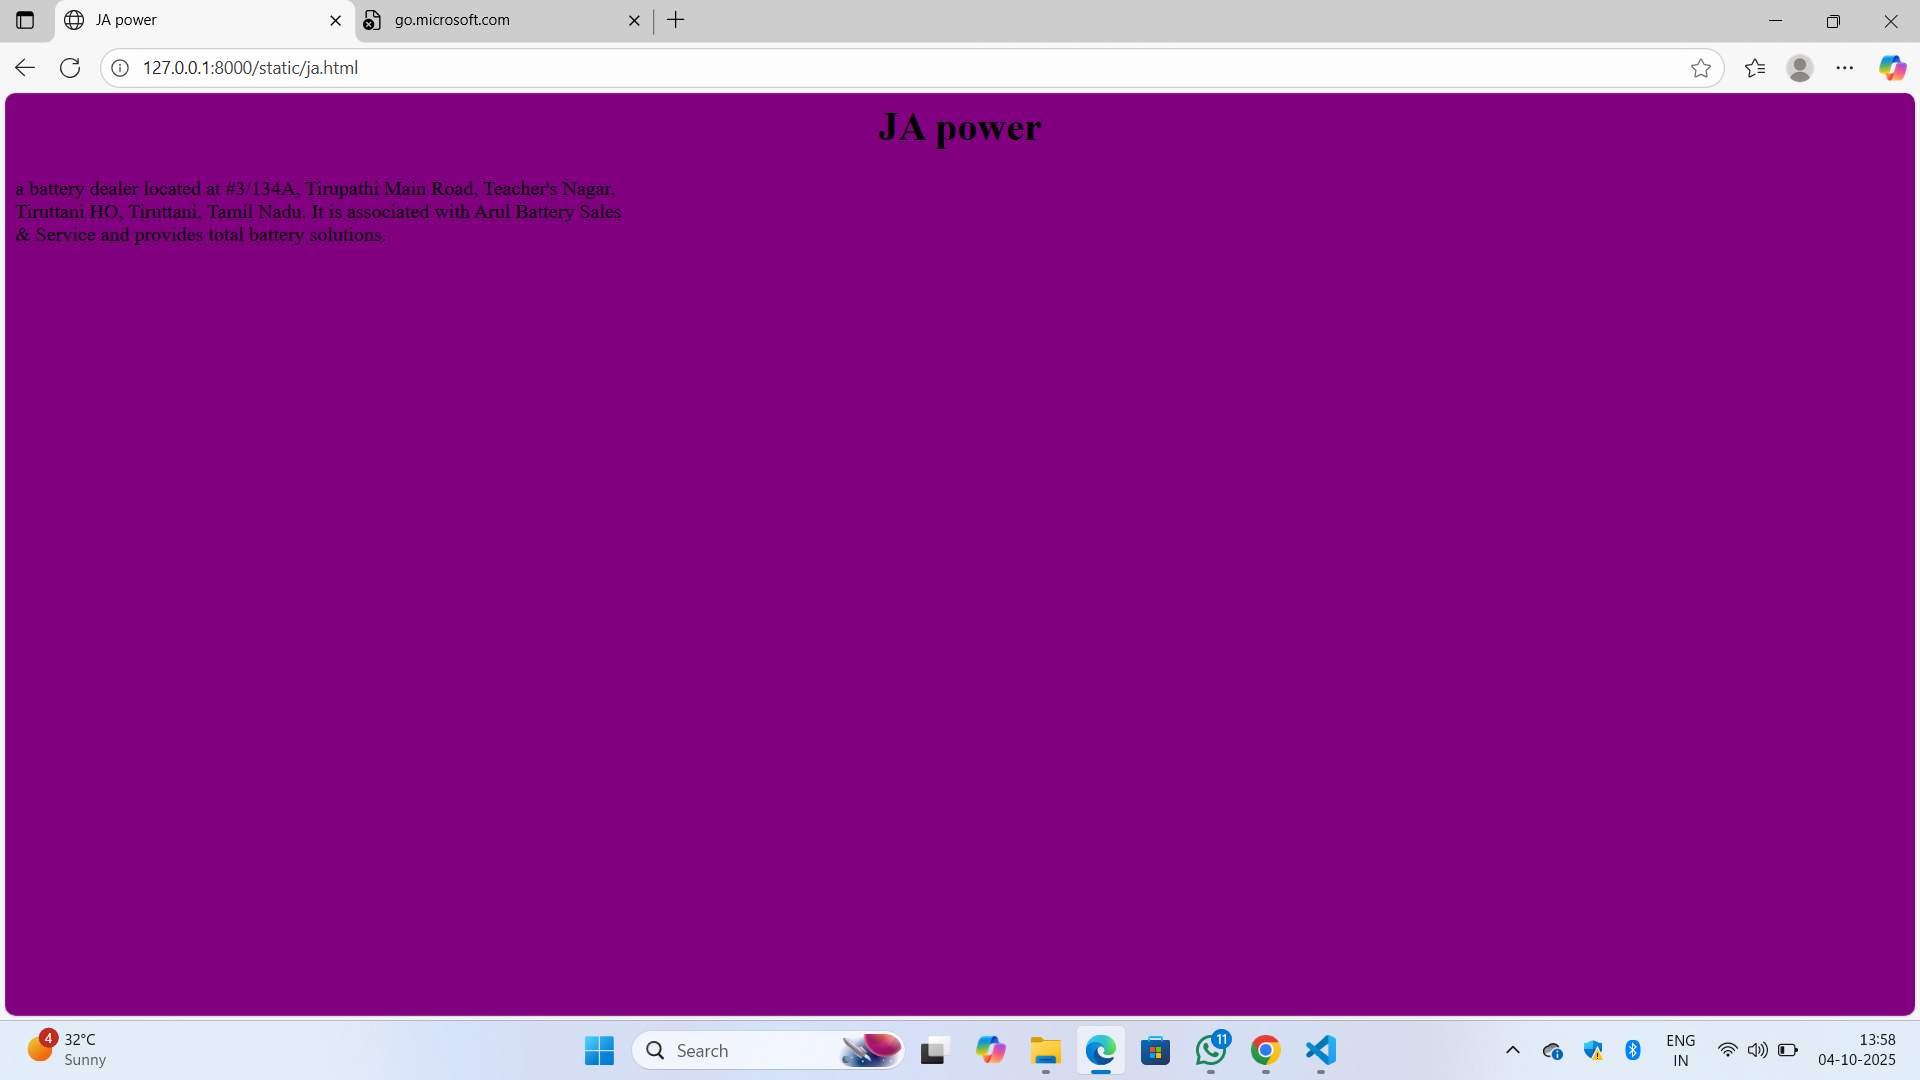 JA power
go.microsoft.com
127.0.0.1:8000/static/ja.html
JA power
a battery dealer located at #3/134A, Tirupathi Main Road, Teacher's Nagar,
Tiruttani HO, Tiruttani, Tamil Nadu. It is associated with Arul Battery Sales
& Service and provides total battery solutions.
4
32°C
Sunny
Search
11
ENG
IN
13:58
04-10-2025